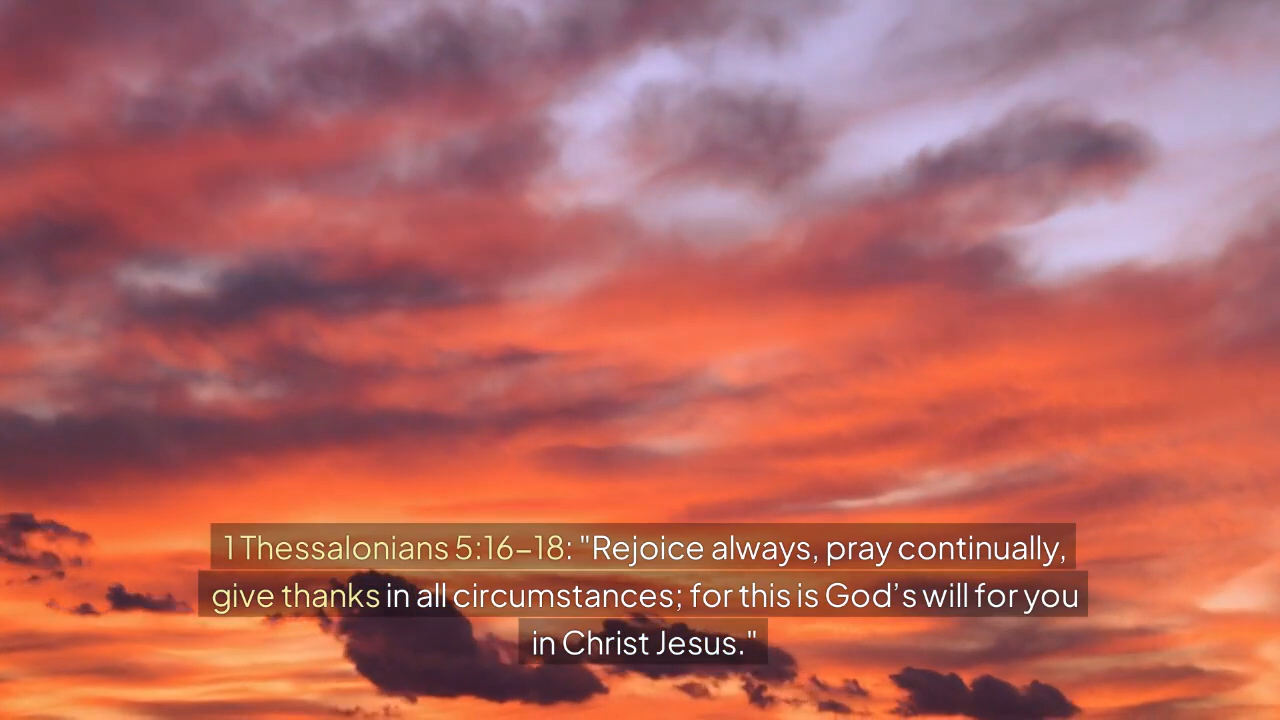 1 Thessalonians 5:16–18: "Rejoice always, pray continually,
give thanks in all circumstances; for this is God’s will for you
in Christ Jesus."